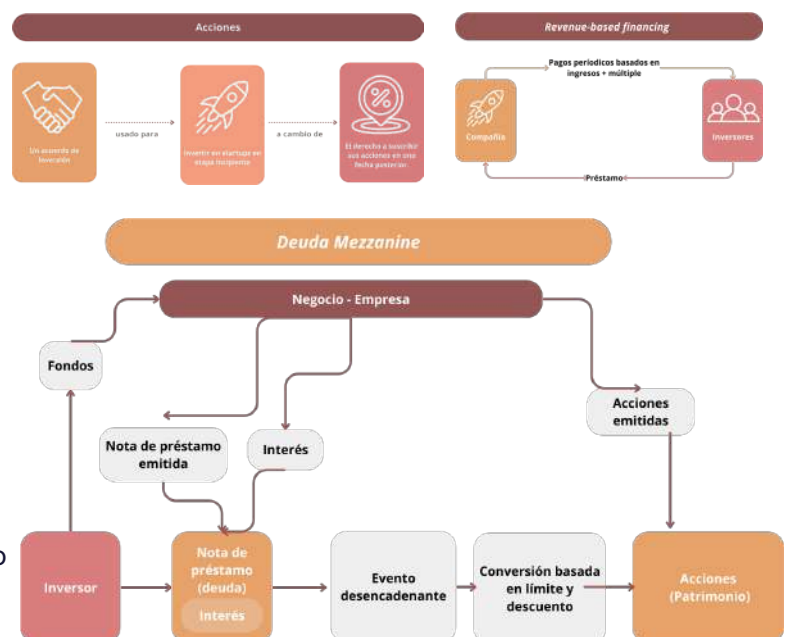 Acciones
Un acuerdo de
inversión
usado para
Invertir en startups en
etapa incipiente
a cambio de
El derecho a suscribir
sus acciones en una
fecha posterior.
Revenue-based financing
Pagos periódicos basados en
ingresos + múltiple
Compañía
Inversores
Préstamo
Deuda Mezzanine
Negocio - Empresa
Fondos
Nota de préstamo
emitida
Interés
Acciones
emitidas
o
Inversor
Nota de
préstamo
(deuda)
Interés
Evento
desencadenante
Conversión basada
en límite y
descuento
Acciones
(Patrimonio)